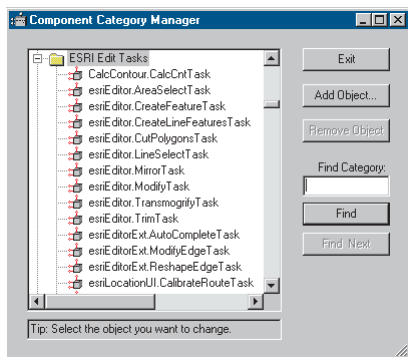 Component Category Manager
ESRI Edit Tasks
CalcContour.CalcCntTask
esriEditor.AreaSelectTask
esriEditor.CreateFeatureTask
esriEditor.CreateLineFeaturesTask
esriEditor.CutPolygonsTask
esriEditor.LineSelectTask
esriEditor.MirrorTask
esriEditor.ModifyTask
esriEditor.TransmogrifyTask
esriEditor.TrimTask
esriEditorExt.AutoCompleteTask
esriEditorExt.ModifyEdgeTask
esriEditorExt.ReshapeEdgeTask
esriLocationUI.CalibrateRouteTask
Exit
Add Object...
Remove Object
Find Category:
Find
Find Next
Tip: Select the object you want to change.